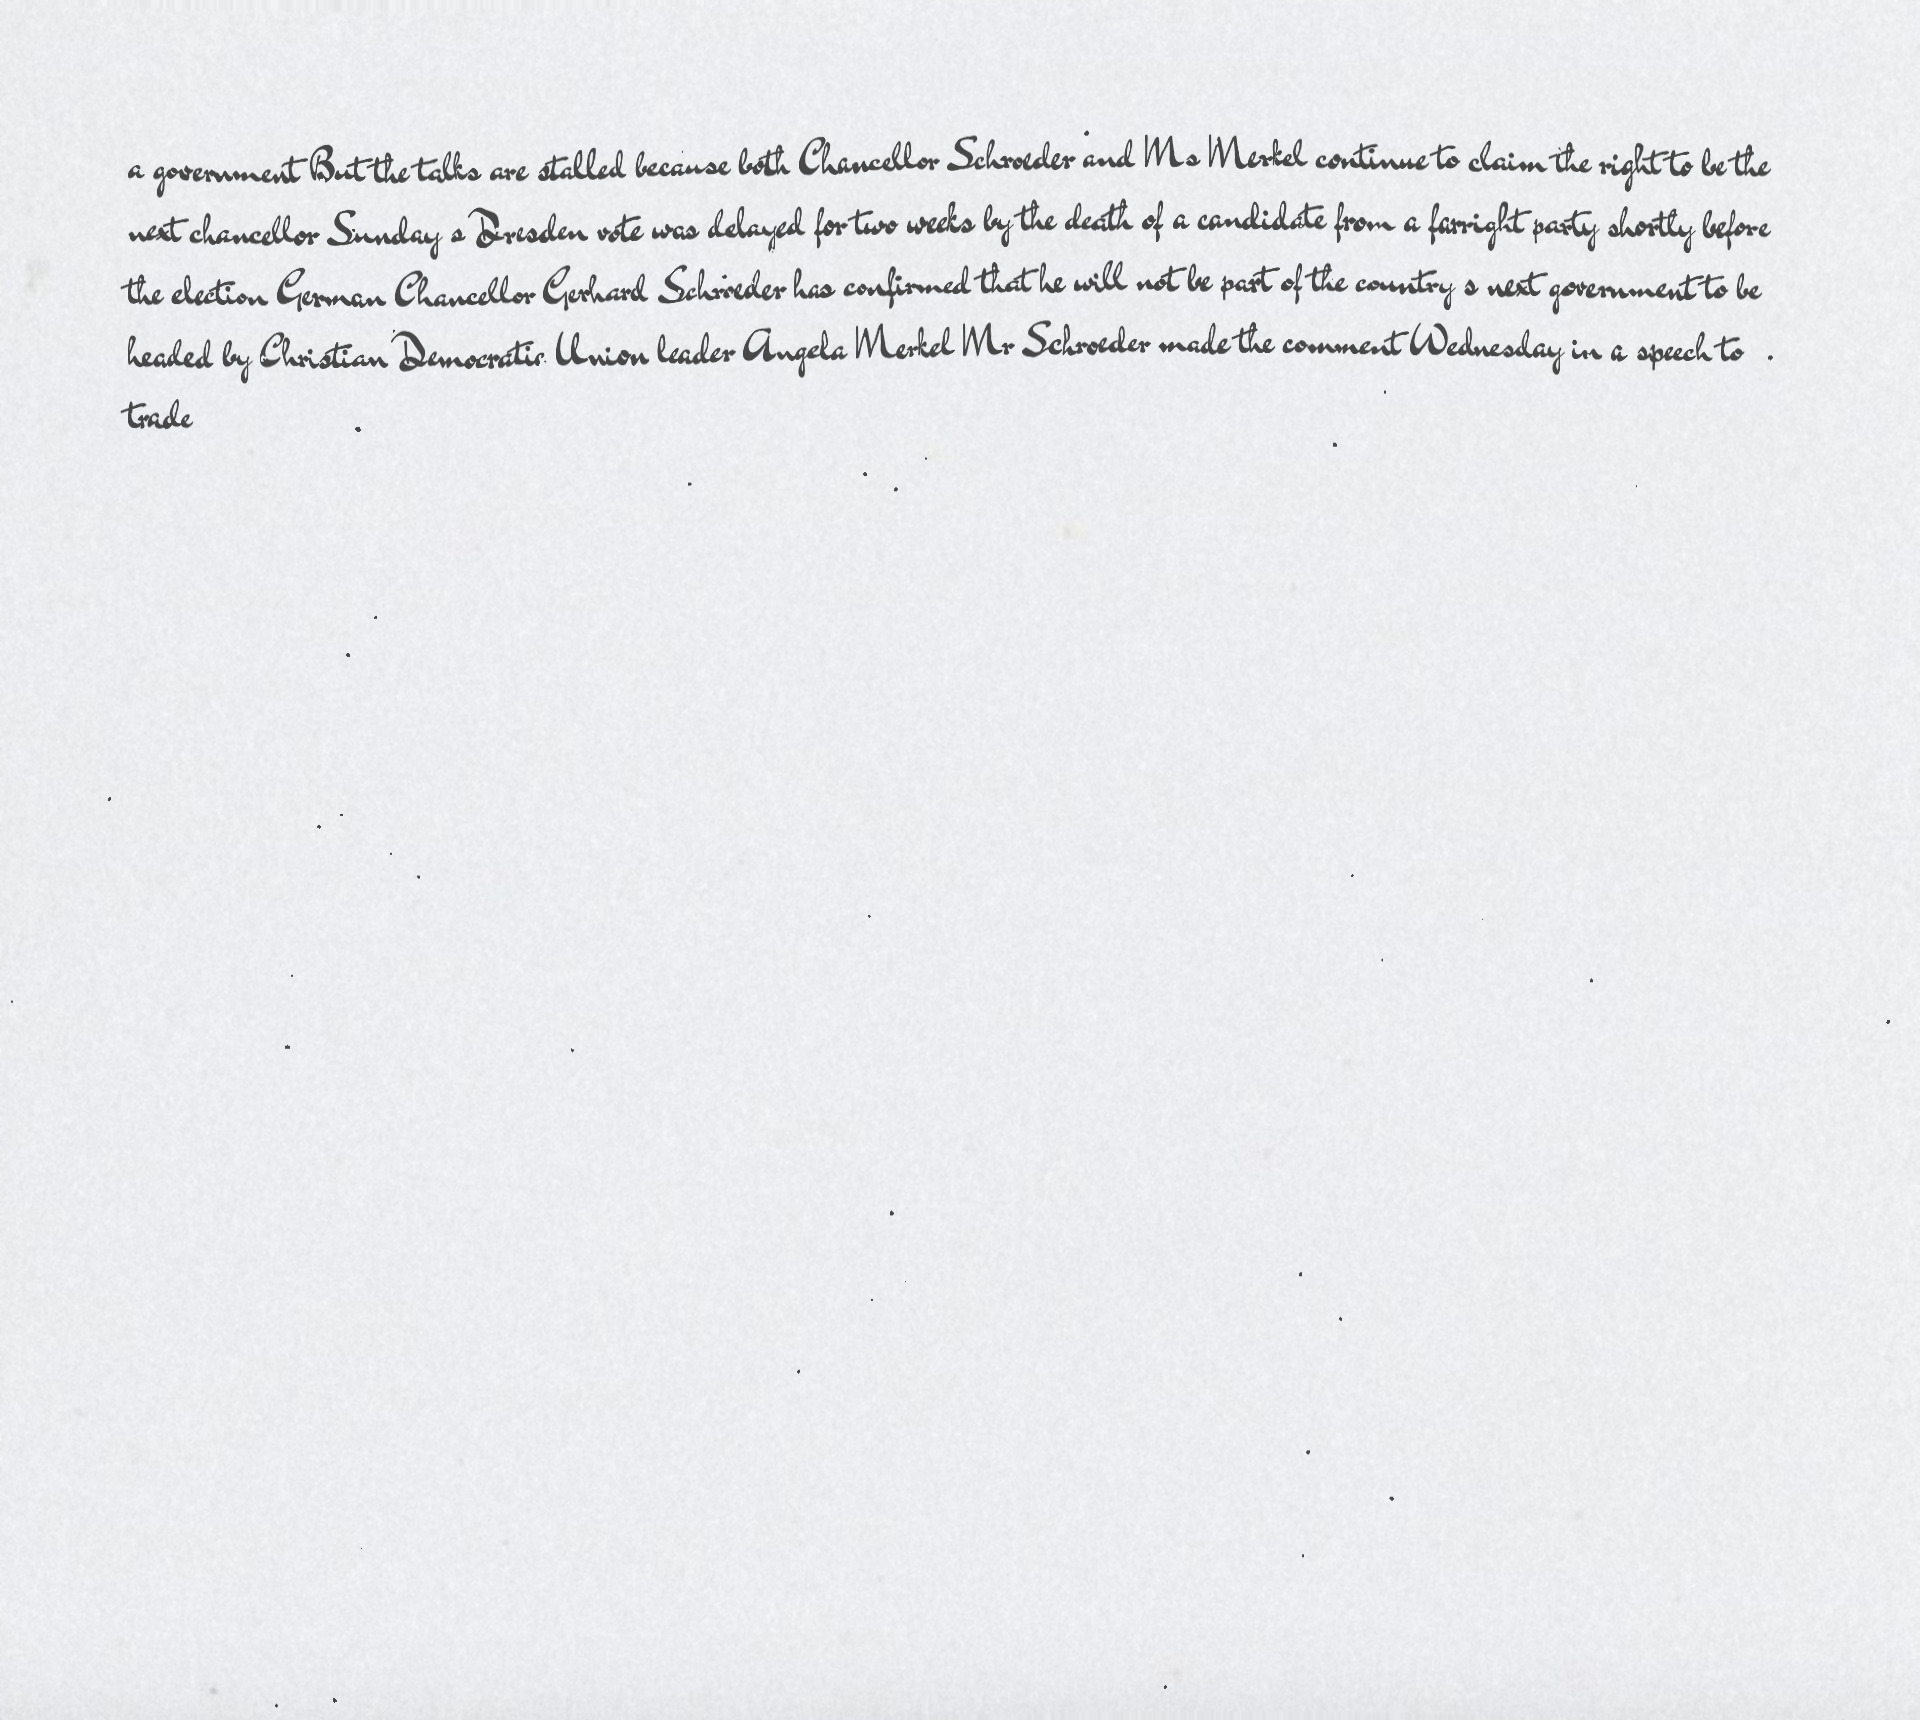 a government But the talks are stalled because both Chancellor Schroeder and Ms Merkel continue to claim the right to be the
next chancellor Sunday s Dresden vote was delayed for two weeks by the death of a candidate from a farright party shortly before
the election German Chancellor Gerhard Schroeder has confirmed that he will not be part of the country s next government to be
headed by Christian Democratic Union leader Angela Merkel Mr Schroeder made the comment Wednesday in a speech to
trade